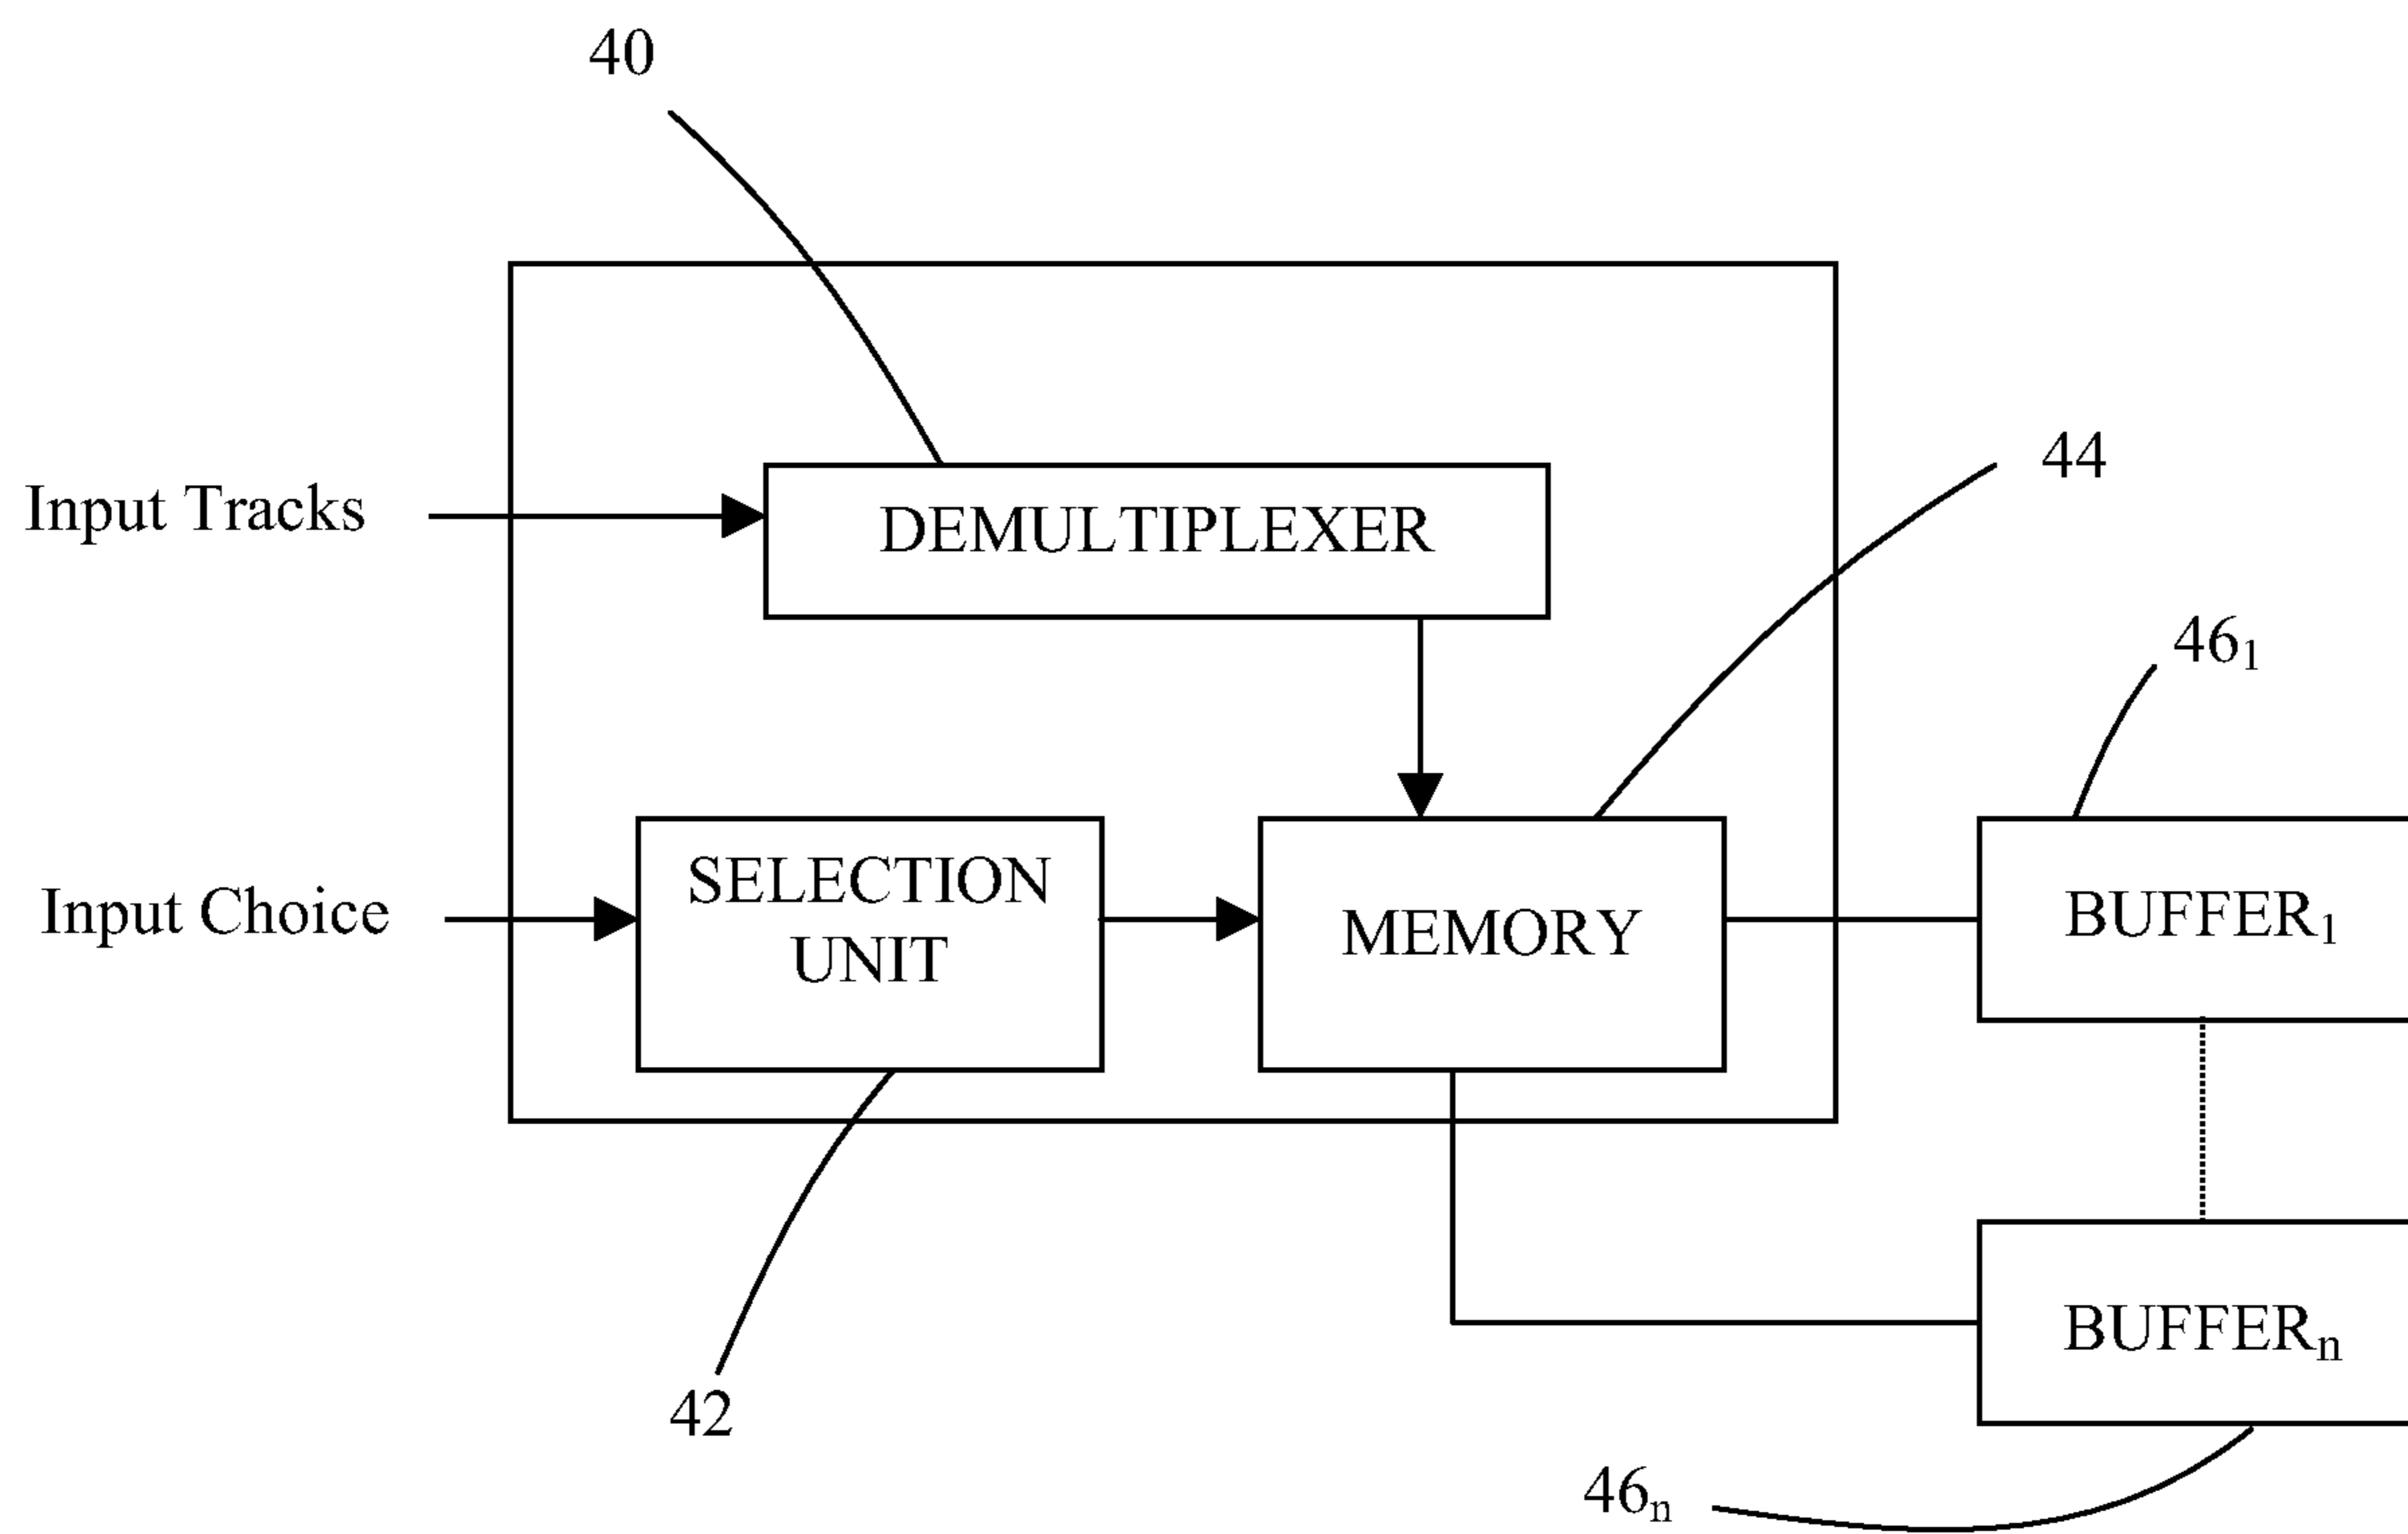 40
Input Tracks
DEMULTIPLEXER
44
46₁
Input Choice
SELECTION
UNIT
MEMORY
BUFFER₁
42
BUFFERₙ
46ₙ